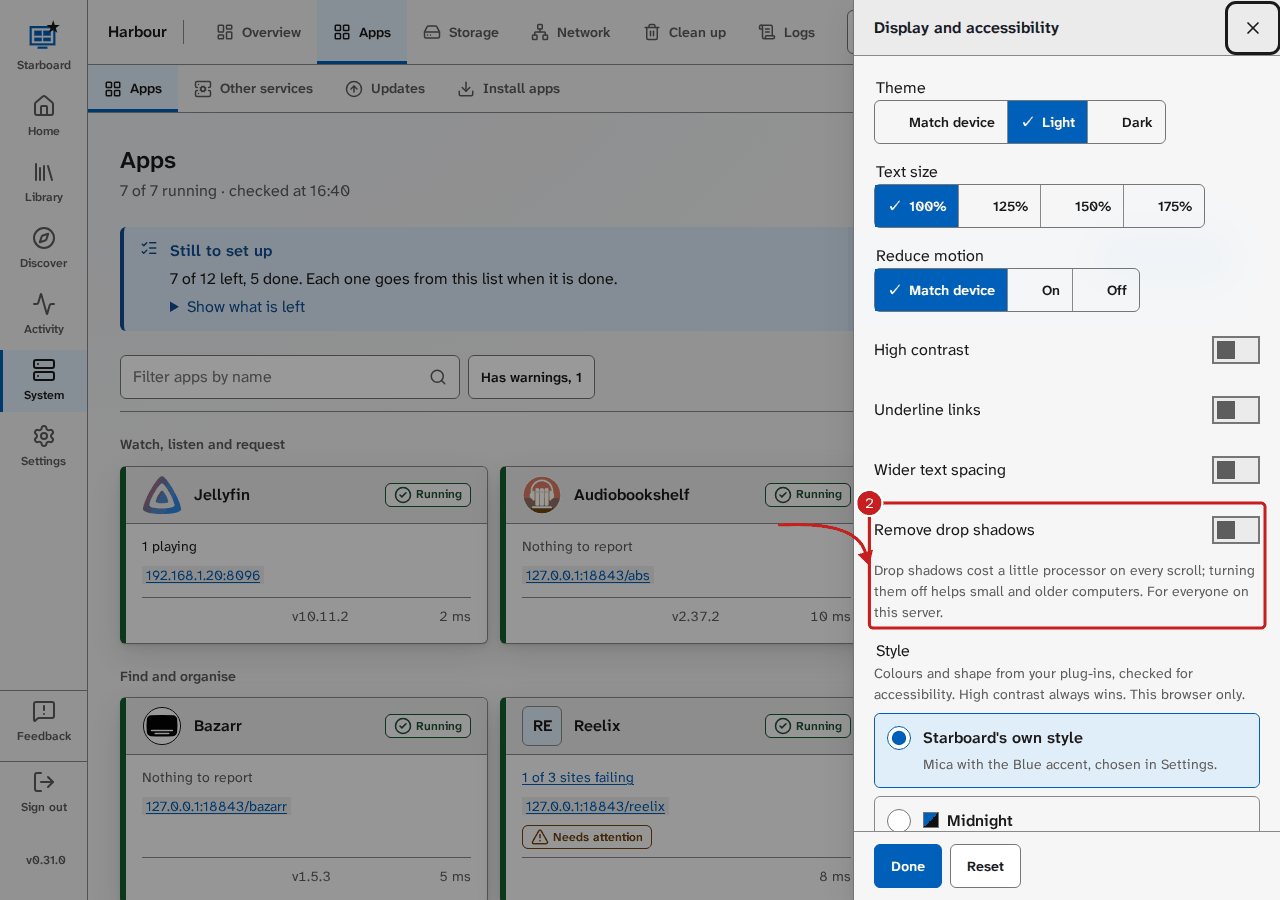 Starboard
Home
Library
Discover
Activity
System
Settings
Feedback
Sign out
v0.31.0
Harbour
Overview
Apps
Storage
Network
Clean up
Logs
Apps
Other services
Updates
Install apps
Apps
7 of 7 running · checked at 16:40
Still to set up
7 of 12 left, 5 done. Each one goes from this list when it is done.
Show what is left
Filter apps by name
Has warnings, 1
Watch, listen and request
Jellyfin
Running
1 playing
192.168.1.20:8096
v10.11.2
2 ms
Audiobookshelf
Running
Nothing to report
127.0.0.1:18843/abs
v2.37.2
10 ms
Find and organise
Bazarr
Running
Nothing to report
127.0.0.1:18843/bazarr
v1.5.3
5 ms
RE
Reelix
Running
1 of 3 sites failing
127.0.0.1:18843/reelix
Needs attention
8 ms
Display and accessibility
Theme
Match device
✓ Light
Dark
Text size
✓ 100%
125%
150%
175%
Reduce motion
✓ Match device
On
Off
High contrast
Underline links
Wider text spacing
2
Remove drop shadows
Drop shadows cost a little processor on every scroll; turning
them off helps small and older computers. For everyone on
this server.
Style
Colours and shape from your plug-ins, checked for
accessibility. High contrast always wins. This browser only.
Starboard's own style
Mica with the Blue accent, chosen in Settings.
Midnight
Done
Reset